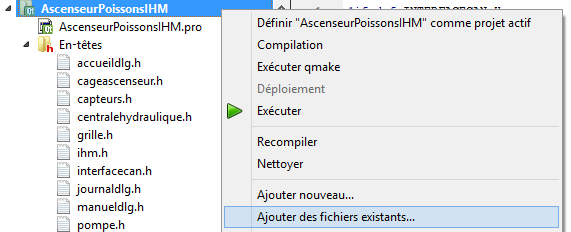 AscenseurPoissonsIHM
AscenseurPoissonsIHM.pro
En-têtes
accueildlg.h
cageascenseur.h
capteurs.h
centralehydraulique.h
grille.h
ihm.h
interfacecan.h
journaldlg.h
manueldlg.h
pompe.h
Définir "AscenseurPoissonsIHM" comme projet actif
Compilation
Exécuter qmake
Déploiement
Exécuter
Recompiler
Nettoyer
Ajouter nouveau...
Ajouter des fichiers existants...